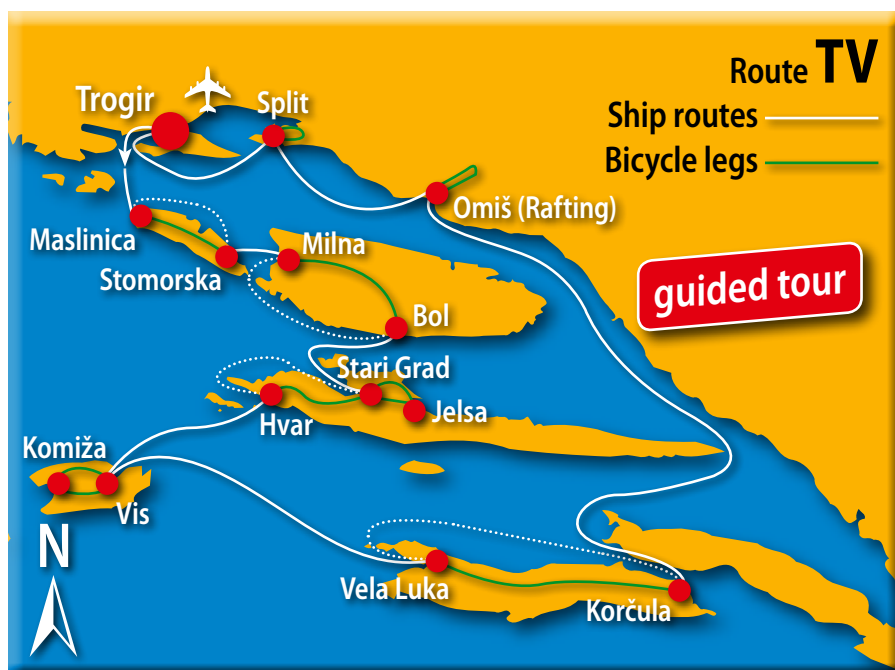 Route TV
Ship routes
Bicycle legs
Trogir
Split
Omiš (Rafting)
Maslinica
Stomorska
Milna
guided tour
Bol
Stari Grad
Hvar
Jelsa
Komiža
Vis
N
Vela Luka
Korčula